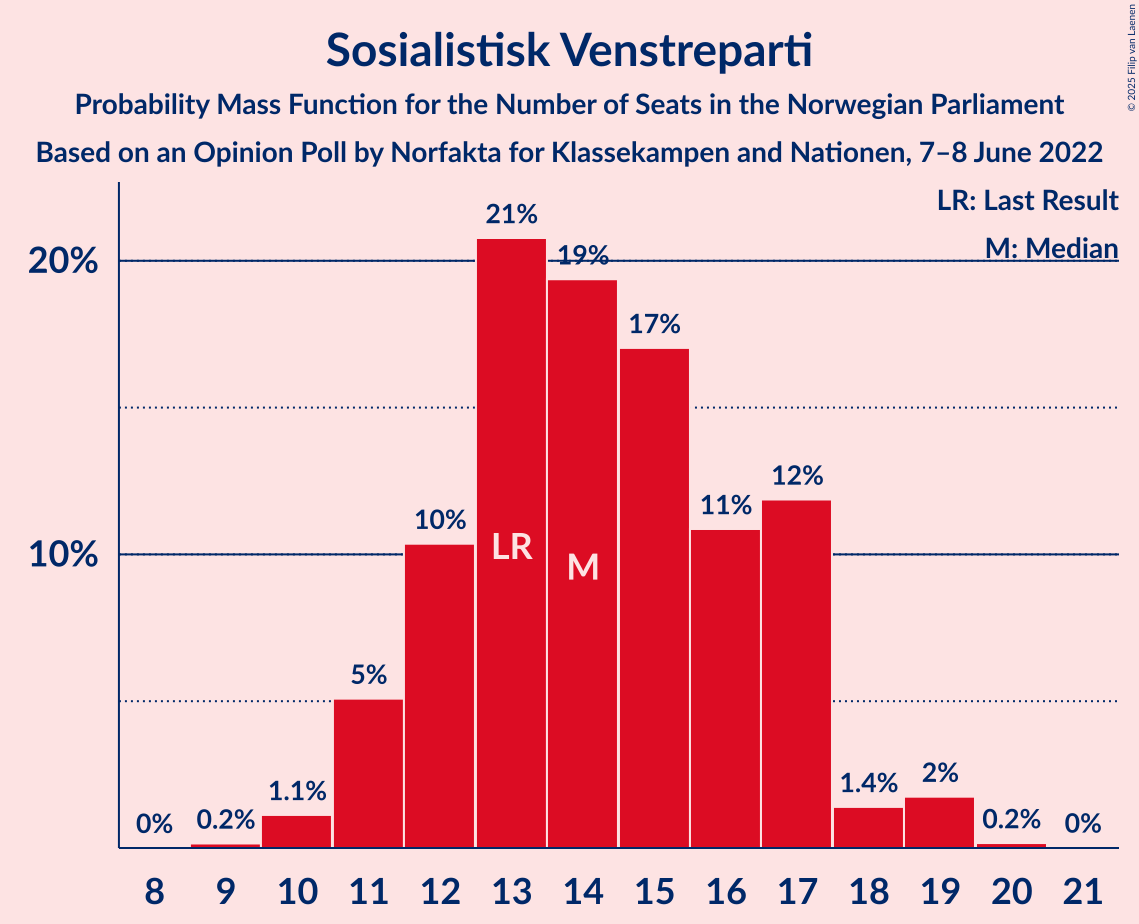 Sosialistisk Venstreparti
Probability Mass Function for the Number of Seats in the Norwegian Parliament
Based on an Opinion Poll by Norfakta for Klassekampen and Nationen, 7–8 June 2022
© 2025 Filip van Laenen
LR: Last Result
M: Median
20%
10%
0%
0.2%
1.1%
5%
10%
21%
19%
17%
11%
12%
1.4%
2%
0.2%
0%
LR
M
8 9 10 11 12 13 14 15 16 17 18 19 20 21